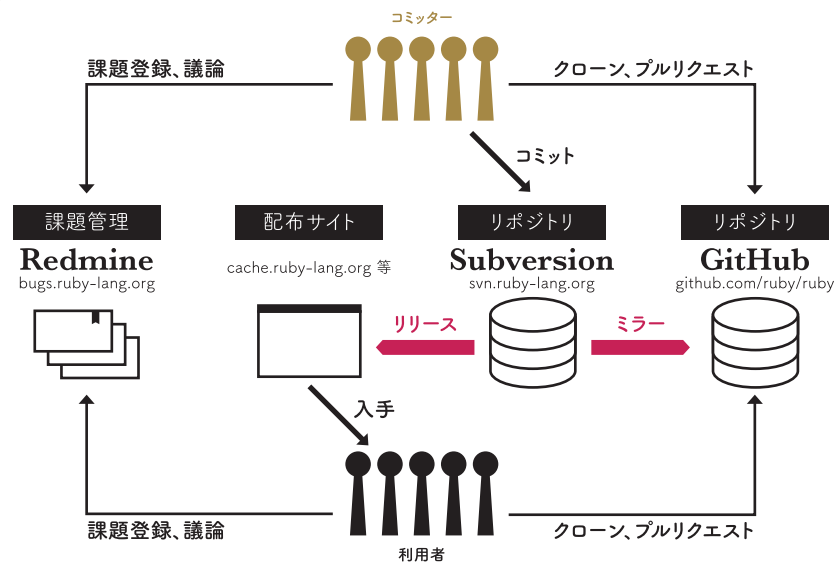 コミッター
課題登録、議論
クローン、プルリクエスト
コミット
課題管理
配布サイト
リポジトリ
リポジトリ
Redmine
bugs.ruby-lang.org
cache.ruby-lang.org 等
Subversion
svn.ruby-lang.org
GitHub
github.com/ruby/ruby
リリース
ミラー
入手
課題登録、議論
クローン、プルリクエスト
利用者